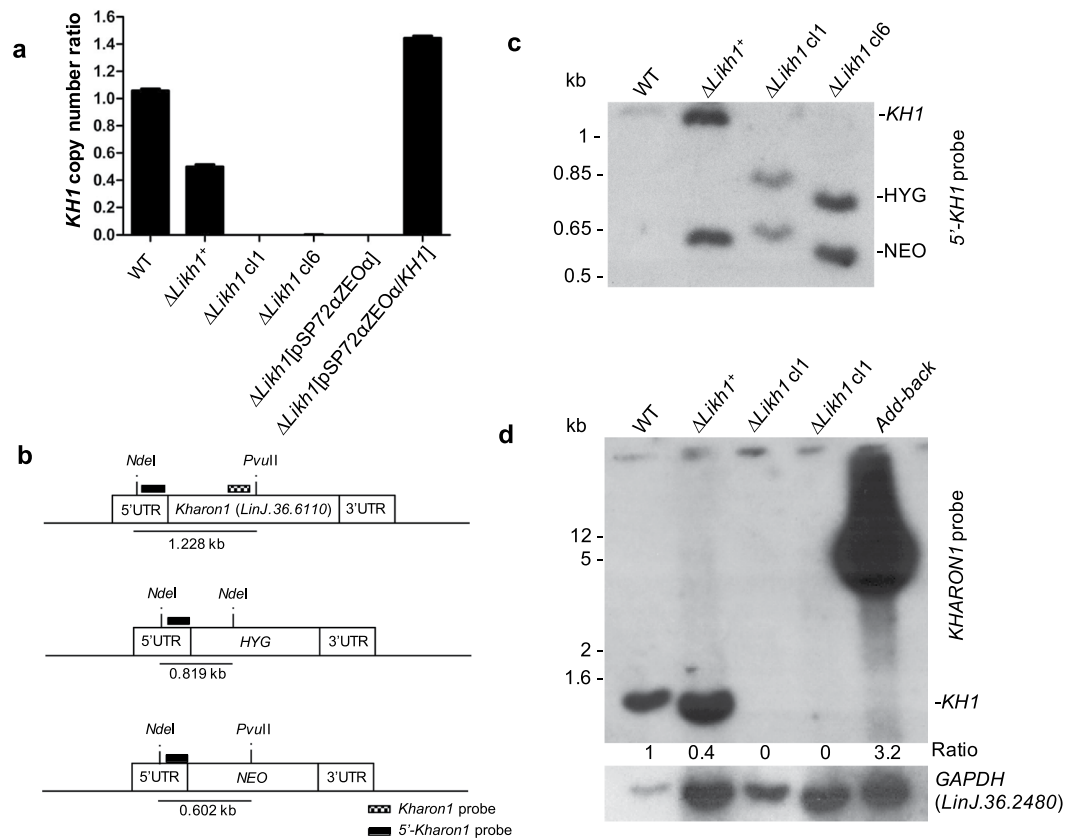 a
KH1 copy number ratio
1.6
1.4
1.2
1.0
0.8
0.6
0.4
0.2
0.0
WT
ΔLikh1⁺
ΔLikh1 cl1
ΔLikh1 cl6
ΔLikh1[pSP72αZEOα]
ΔLikh1[pSP72αZEOα/KH1]
b
NdeI PvuII
5'UTR Kharon1 (LinJ.36.6110) 3'UTR
1.228 kb
NdeI NdeI
5'UTR HYG 3'UTR
0.819 kb
NdeI PvuII
5'UTR NEO 3'UTR
0.602 kb
Kharon1 probe
5'-Kharon1 probe
c
kb
WT
ΔLikh1⁺
ΔLikh1 cl1
ΔLikh1 cl6
1 -
0.85 -
0.65 -
0.5 -
-KH1
-HYG
-NEO
5'-KH1 probe
d
kb
WT
ΔLikh1⁺
ΔLikh1 cl1
ΔLikh1 cl1
Add-back
12 -
5 -
2 -
1.6 -
-KH1
KHARON1 probe
1 0.4 0 0 3.2 Ratio
GAPDH
(LinJ.36.2480)